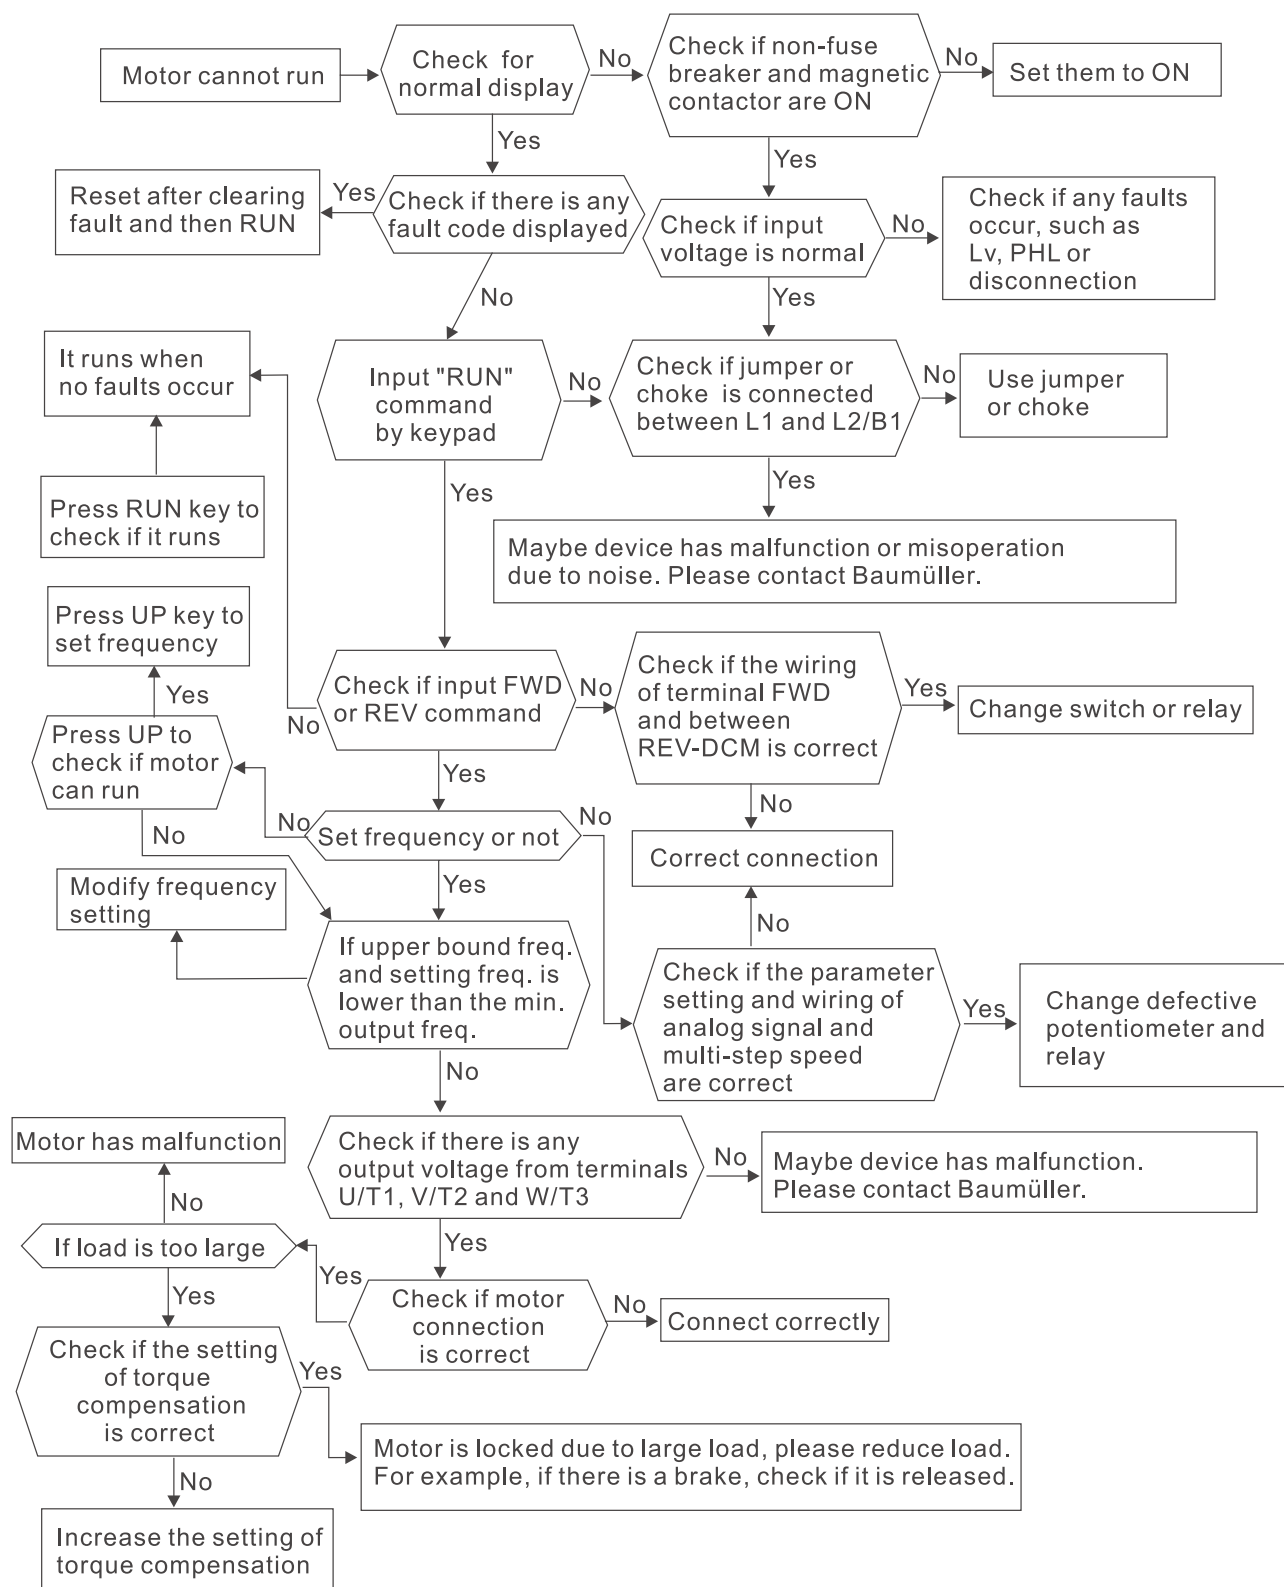 Motor cannot run
Check for
normal display
No
Check if non-fuse
breaker and magnetic
contactor are ON
No
Set them to ON
Yes
Yes
Reset after clearing
fault and then RUN
Yes
Check if there is any
fault code displayed
Check if input
voltage is normal
No
Check if any faults
occur, such as
Lv, PHL or
disconnection
No
Yes
It runs when
no faults occur
Input "RUN"
command
by keypad
No
Check if jumper or
choke is connected
between L1 and L2/B1
No
Use jumper
or choke
Yes
Yes
Press RUN key to
check if it runs
Maybe device has malfunction or misoperation
due to noise. Please contact Baumüller.
Press UP key to
set frequency
Yes
No
Check if input FWD
or REV command
No
Check if the wiring
of terminal FWD
and between
REV-DCM is correct
Yes
Change switch or relay
Press UP to
check if motor
can run
Yes
No
No
No
Set frequency or not
No
Correct connection
Yes
Modify frequency
setting
No
If upper bound freq.
and setting freq. is
lower than the min.
output freq.
Check if the parameter
setting and wiring of
analog signal and
multi-step speed
are correct
Yes
Change defective
potentiometer and
relay
No
Motor has malfunction
Check if there is any
output voltage from terminals
U/T1, V/T2 and W/T3
No
Maybe device has malfunction.
Please contact Baumüller.
No
Yes
If load is too large
Yes
Yes
Check if motor
connection
is correct
No
Connect correctly
Check if the setting
of torque
compensation
is correct
Yes
Motor is locked due to large load, please reduce load.
For example, if there is a brake, check if it is released.
No
Increase the setting of
torque compensation